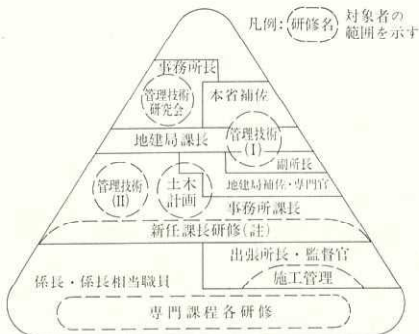 凡例: 研修名 対象者の
範囲を示す
事務所長
管理技術
研究会
本省補佐
地建局課長
管理技術
(I)
副所長
管理技術
(II)
土木
計画
地建局補佐・専門官
事務所課長
新任課長研修(註)
出張所長・監督官
係長・係長相当職員
施工管理
専門課程各研修